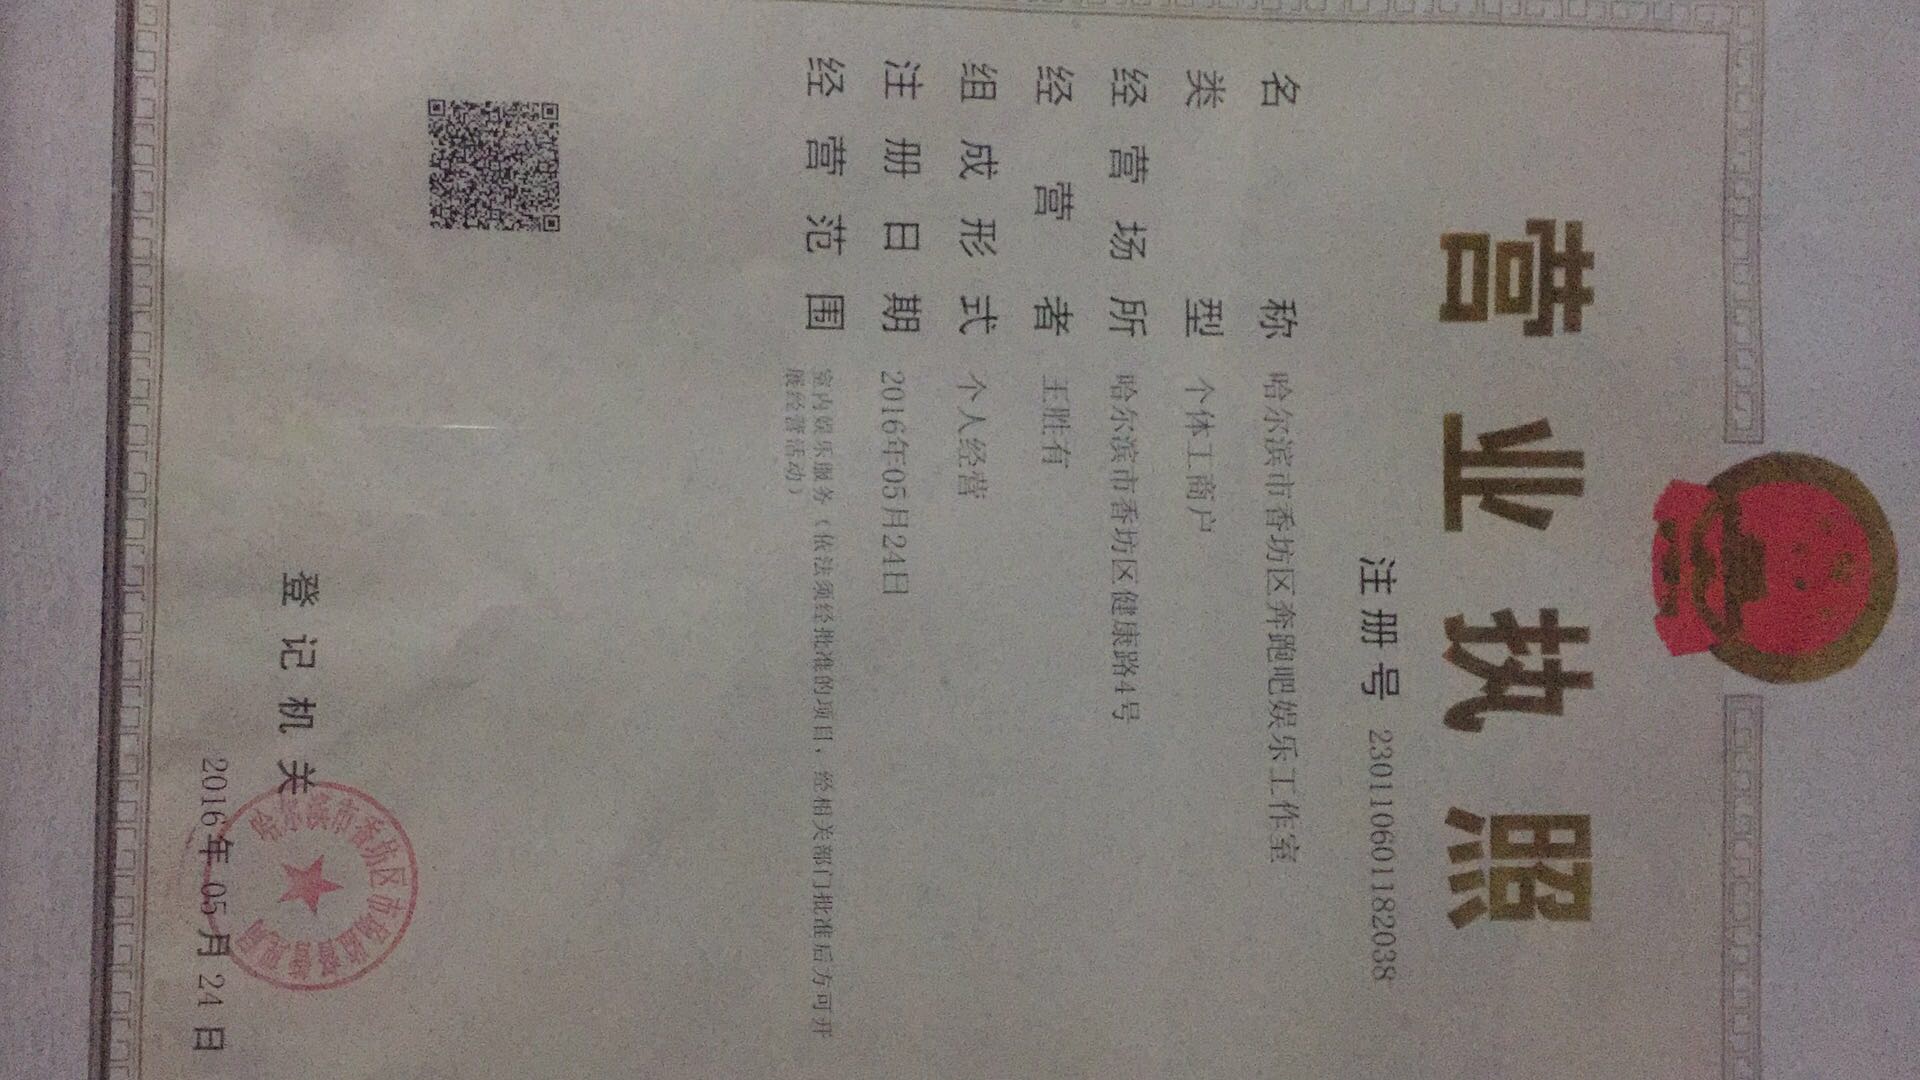 营业执照
注册号 230110601182038
名称 哈尔滨市香坊区奔跑吧娱乐工作室
类型 个体工商户
经营场所 哈尔滨市香坊区健康路4号
经营者 王胜有
组成形式 个人经营
注册日期 2016年05月24日
经营范围 室内娱乐服务（依法须经批准的项目，经相关部门批准后方可开
展经营活动）
登记机关
哈尔滨市香坊区市场监督管理局
2016年05月24日